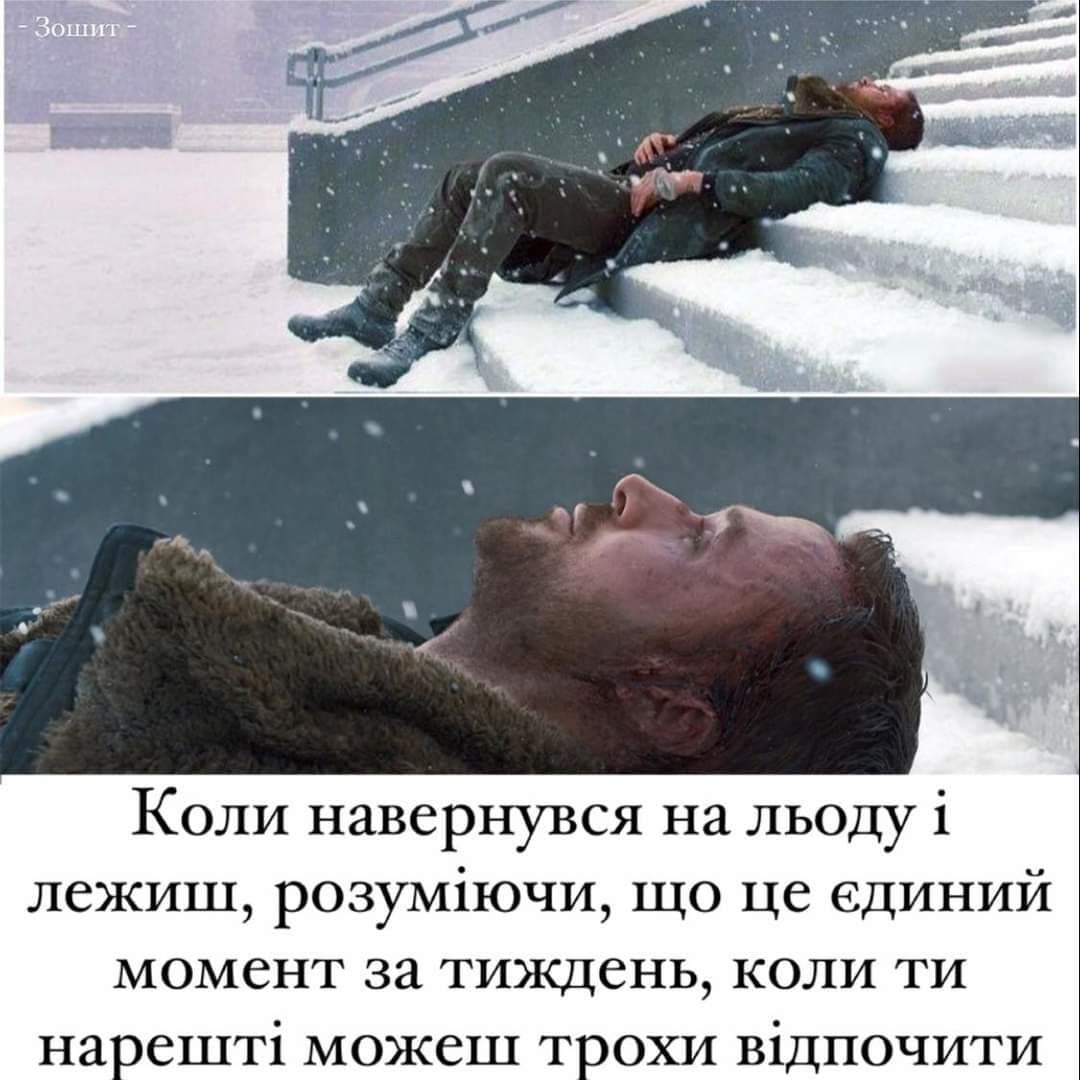 - Зошит -
Коли навернувся на льоду і
лежиш, розуміючи, що це єдиний
момент за тиждень, коли ти
нарешті можеш трохи відпочити